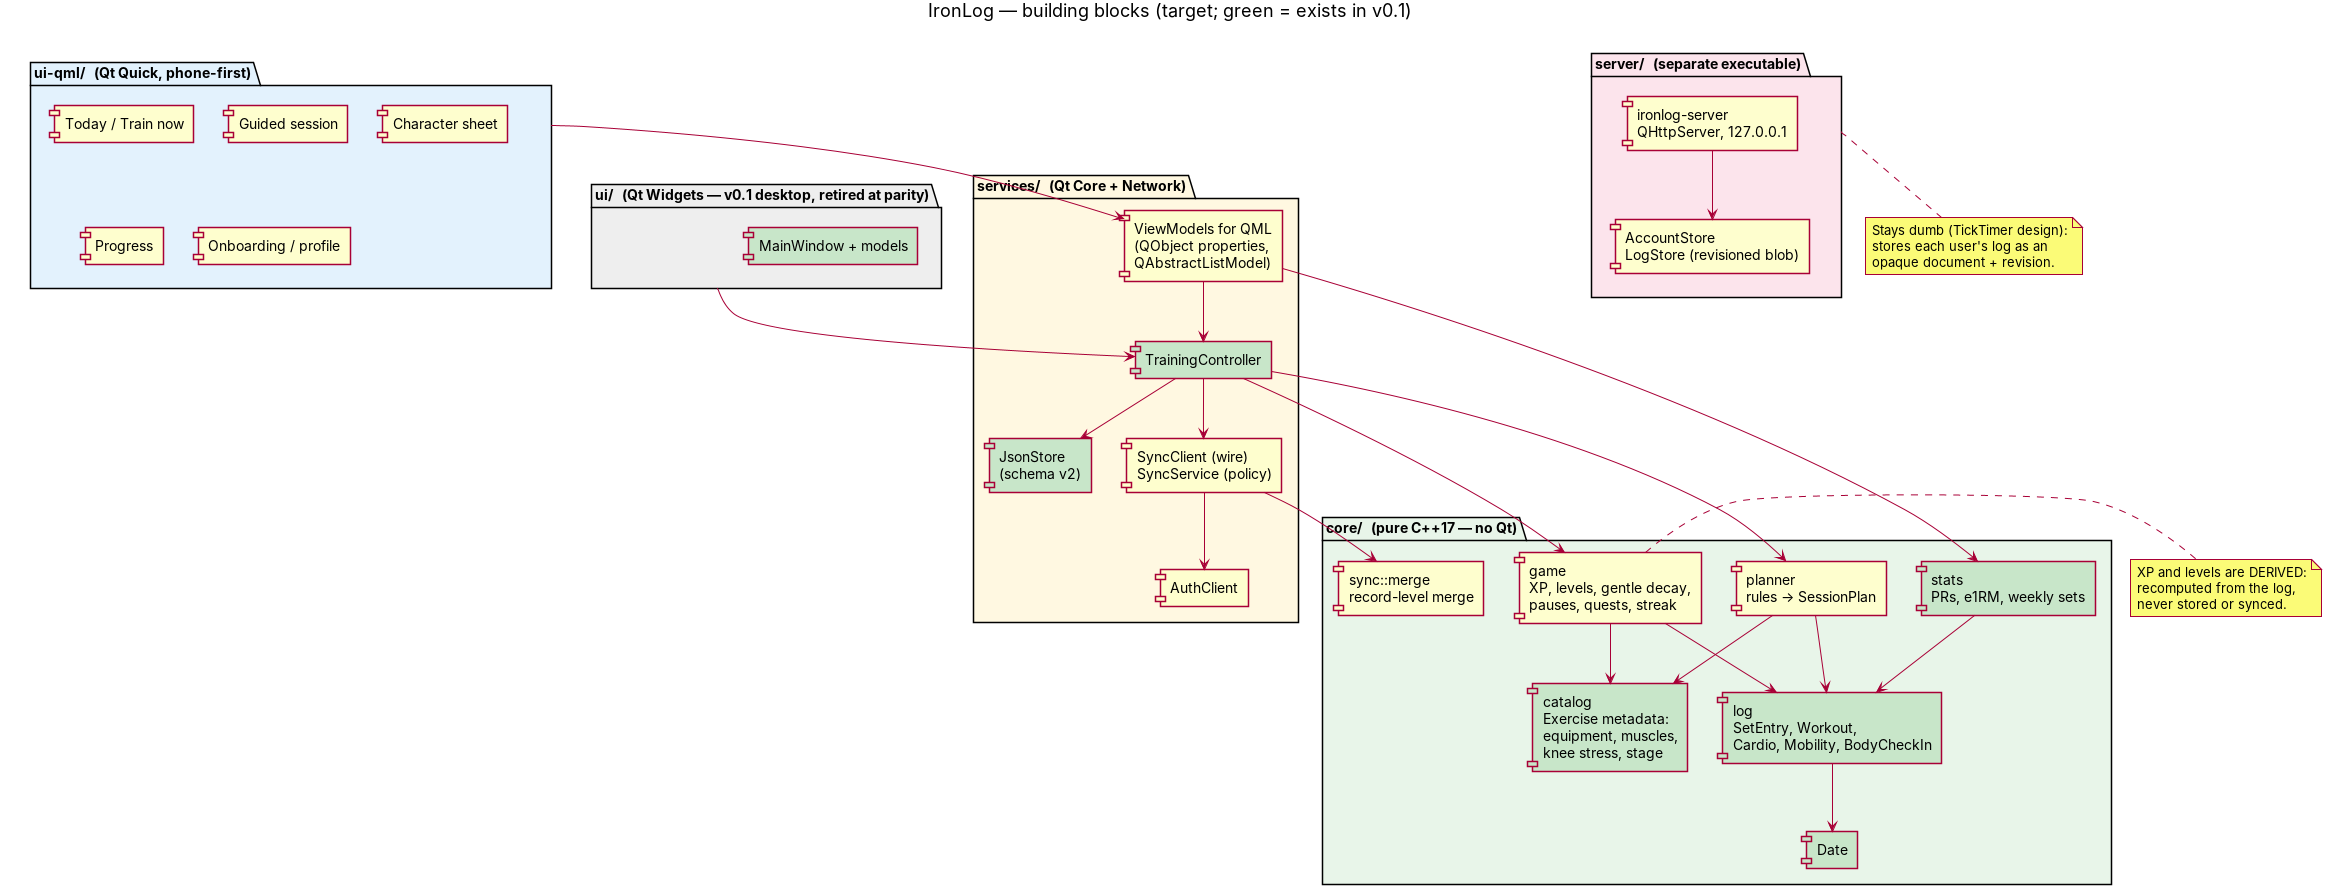 IronLog — building blocks (target; green = exists in v0.1)
ui-qml/ (Qt Quick, phone-first)
Today / Train now
Guided session
Character sheet
Progress
Onboarding / profile
ui/ (Qt Widgets — v0.1 desktop, retired at parity)
MainWindow + models
services/ (Qt Core + Network)
ViewModels for QML
(QObject properties,
QAbstractListModel)
TrainingController
JsonStore
(schema v2)
SyncClient (wire)
SyncService (policy)
AuthClient
server/ (separate executable)
ironlog-server
QHttpServer, 127.0.0.1
AccountStore
LogStore (revisioned blob)
Stays dumb (TickTimer design):
stores each user's log as an
opaque document + revision.
core/ (pure C++17 — no Qt)
sync::merge
record-level merge
game
XP, levels, gentle decay,
pauses, quests, streak
planner
rules → SessionPlan
stats
PRs, e1RM, weekly sets
XP and levels are DERIVED:
recomputed from the log,
never stored or synced.
catalog
Exercise metadata:
equipment, muscles,
knee stress, stage
log
SetEntry, Workout,
Cardio, Mobility, BodyCheckIn
Date